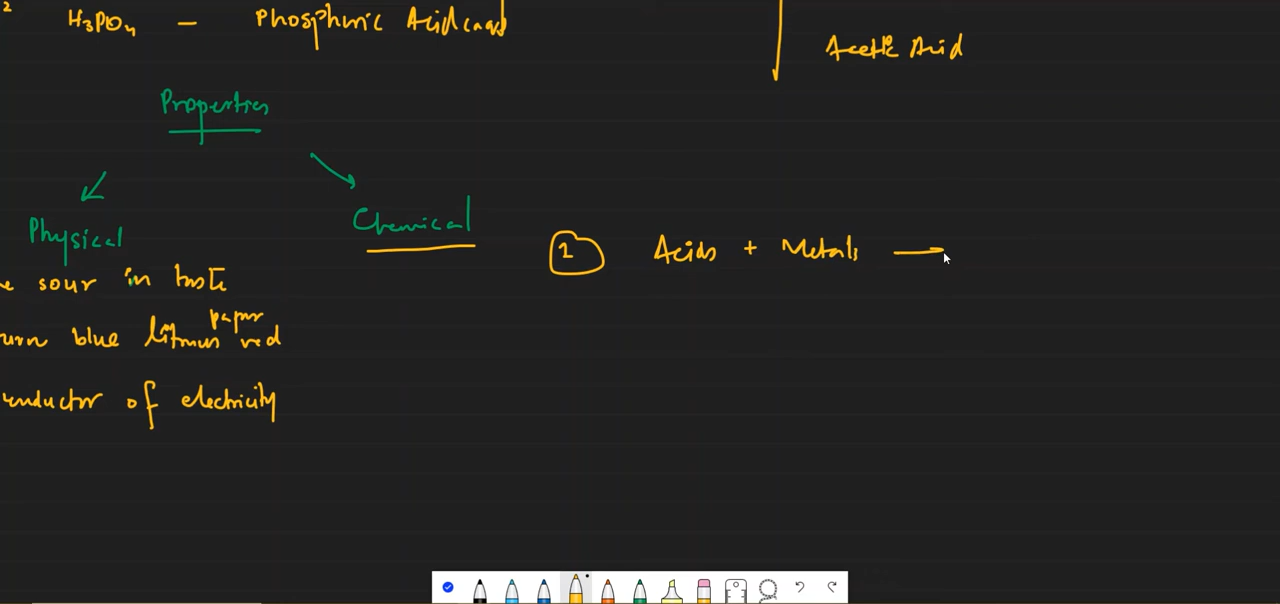 2
H₃PO₄ - Phosphoric Acid
Acetic Acid
Properties
Physical
Chemical
1 Acids + Metals →
sour in taste
blue litmus paper red
of electricity